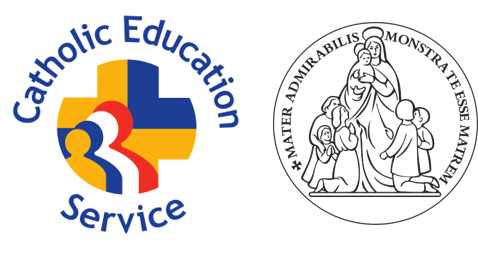 Catholic Education
Service
✠ MATER ADMIRABILIS MONSTRA TE ESSE MATREM